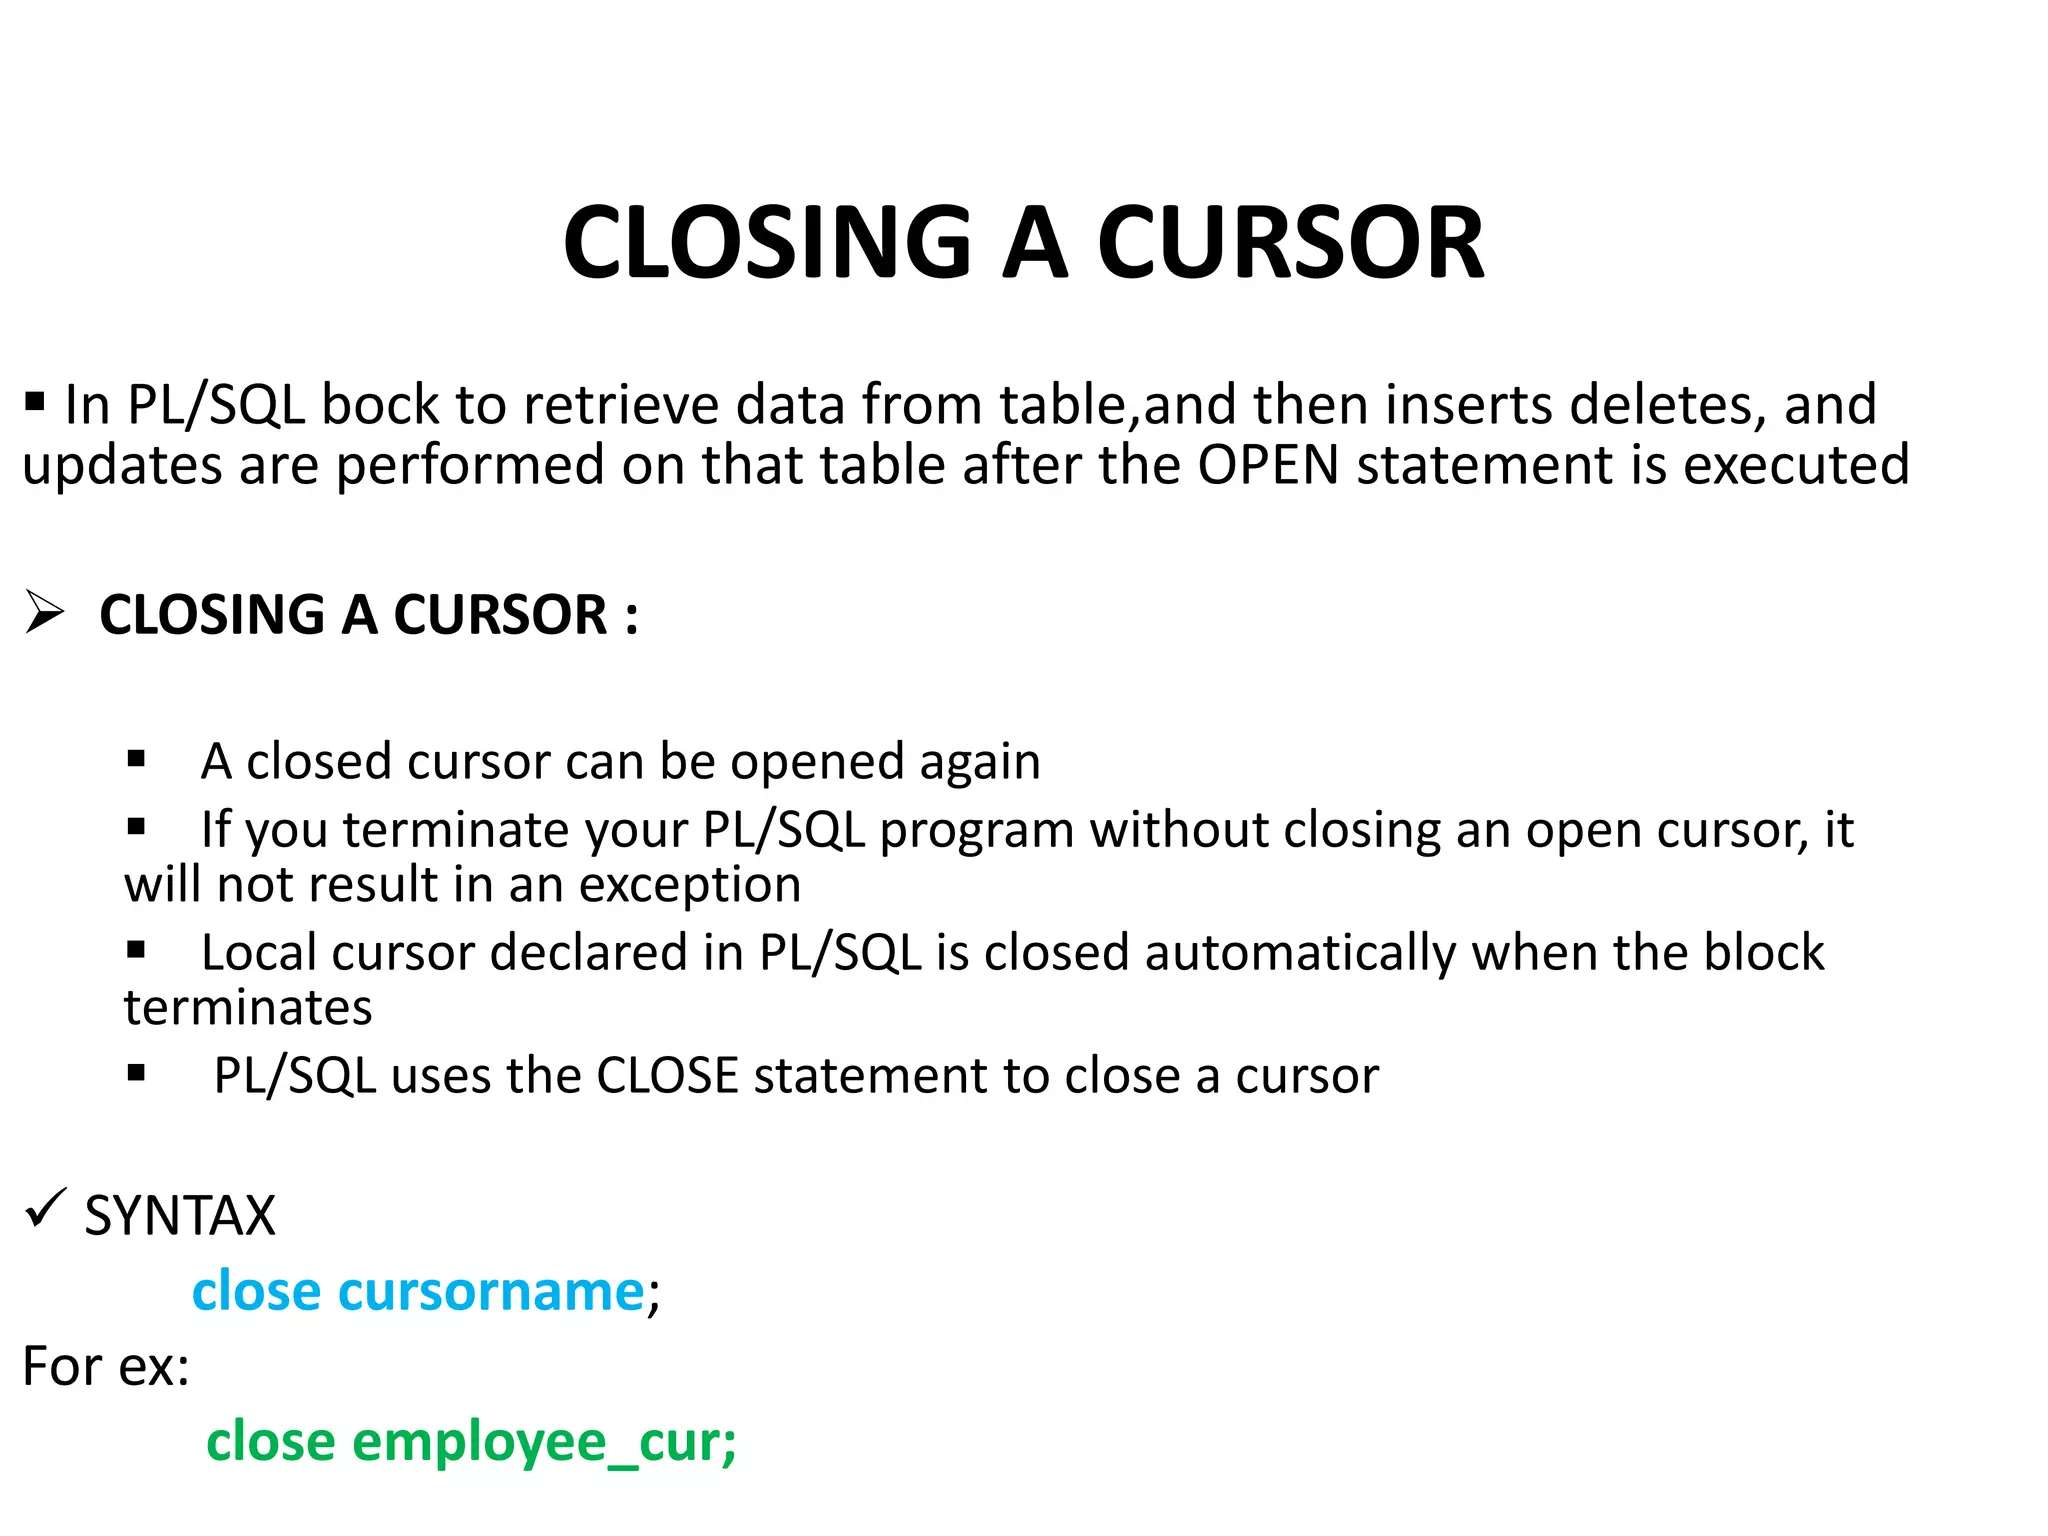 CLOSING A CURSOR
▪ In PL/SQL bock to retrieve data from table,and then inserts deletes, and
updates are performed on that table after the OPEN statement is executed
➢ CLOSING A CURSOR :
▪ A closed cursor can be opened again
▪ If you terminate your PL/SQL program without closing an open cursor, it
will not result in an exception
▪ Local cursor declared in PL/SQL is closed automatically when the block
terminates
▪ PL/SQL uses the CLOSE statement to close a cursor
✓ SYNTAX
close cursorname;
For ex:
close employee_cur;